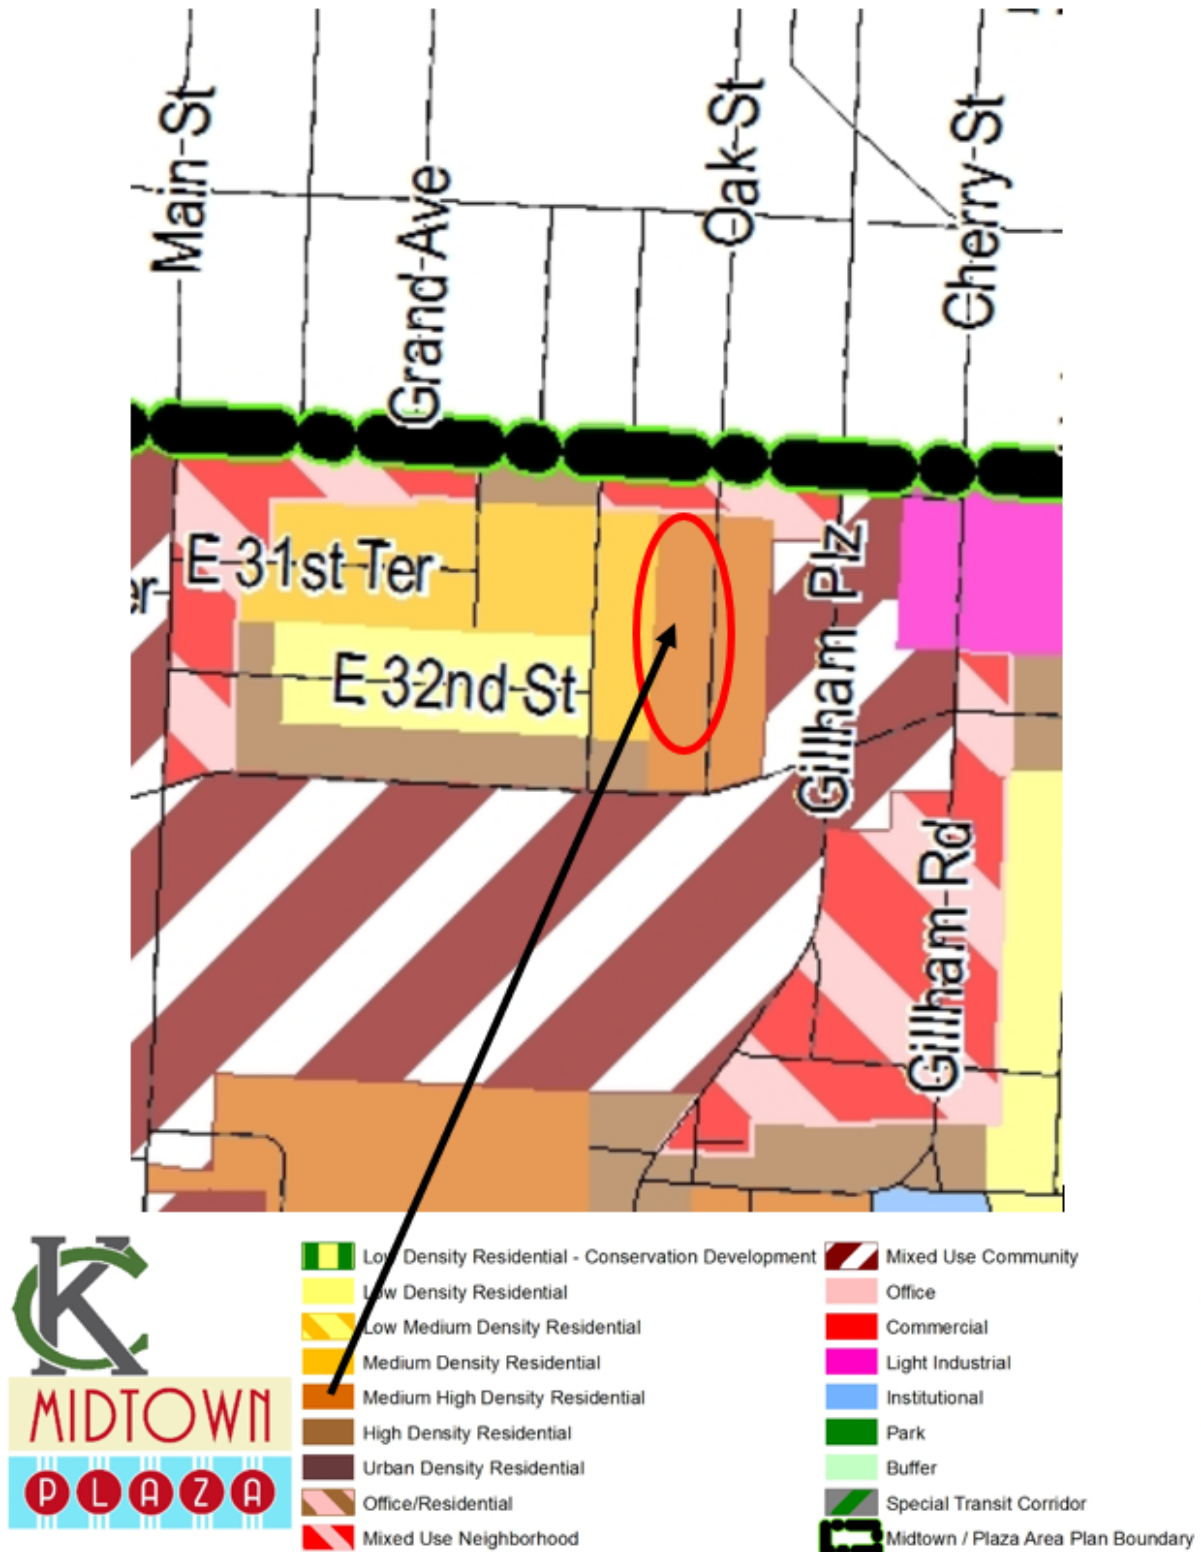 Main St
Grand Ave
Oak St
Cherry St
E 31st Ter
er
E 32nd St
Gillham Plz
Gillham Rd
KC
MIDTOWN
PLAZA
Low Density Residential - Conservation Development
Low Density Residential
Low Medium Density Residential
Medium Density Residential
Medium High Density Residential
High Density Residential
Urban Density Residential
Office/Residential
Mixed Use Neighborhood
Mixed Use Community
Office
Commercial
Light Industrial
Institutional
Park
Buffer
Special Transit Corridor
Midtown / Plaza Area Plan Boundary